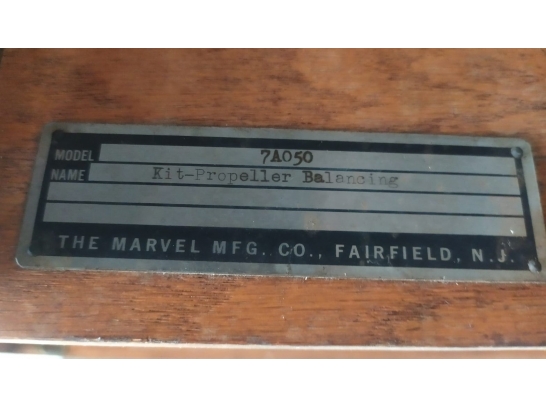 MODEL 7A050
NAME Kit-Propeller Balancing
THE MARVEL MFG. CO., FAIRFIELD, N.J.